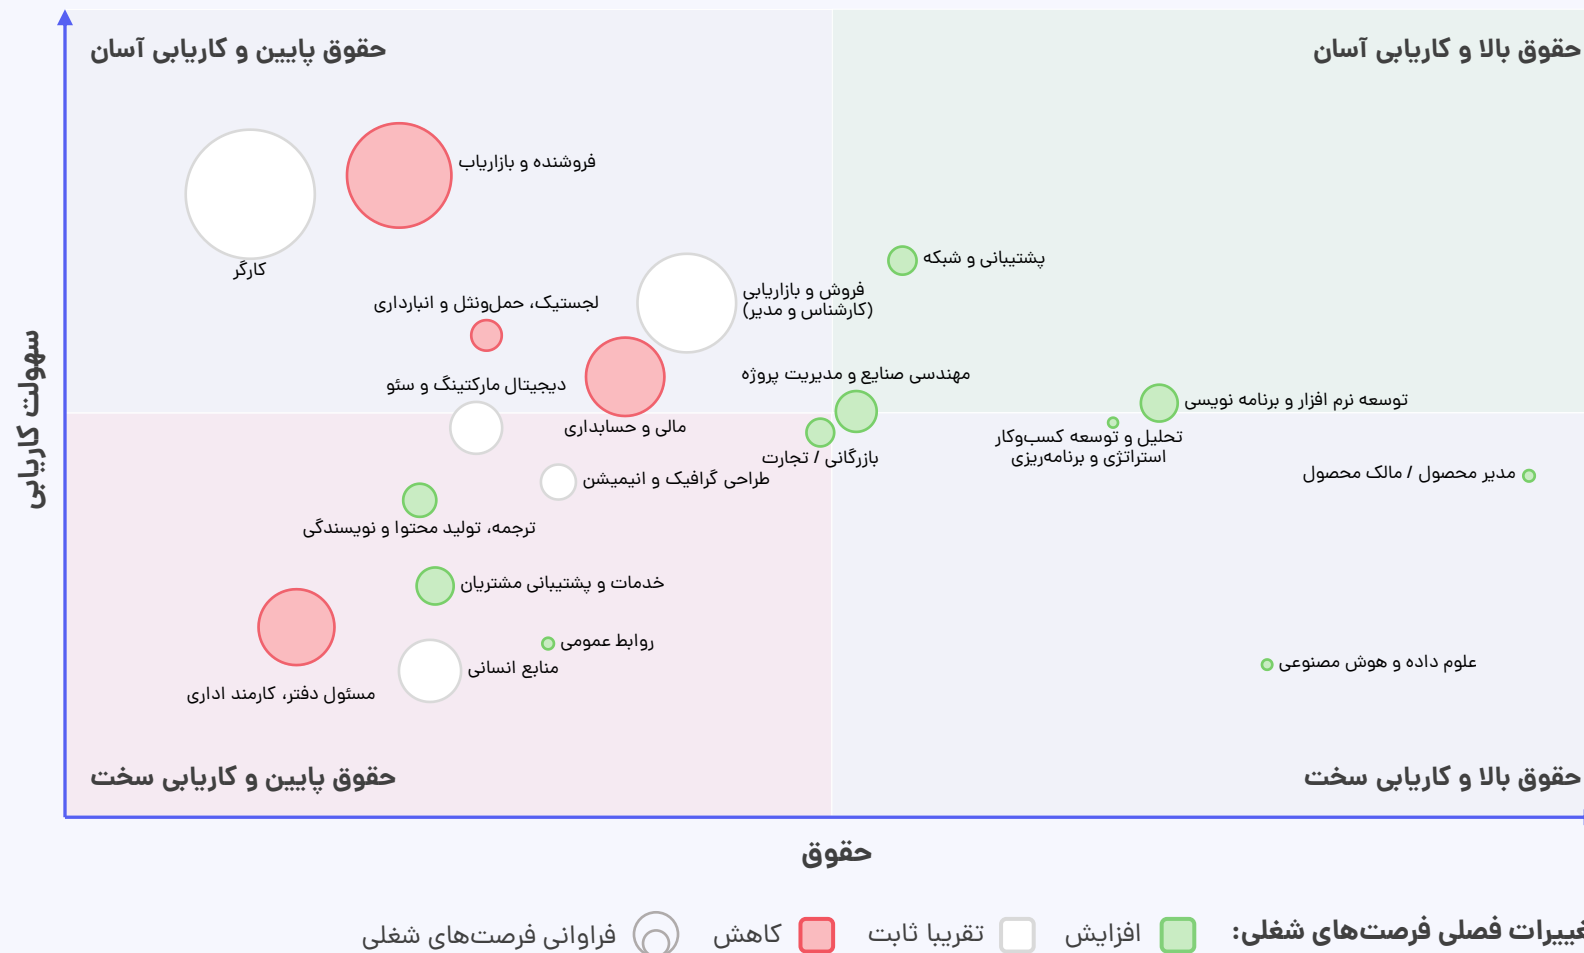 حقوق بالا و کاریابی آسان
حقوق پایین و کاریابی آسان
فروشنده و بازاریاب
کارگر
پشتیبانی و شبکه
فروش و بازاریابی
(کارشناس و مدیر)
لجستیک، حمل‌ونثل و انبارداری
مهندسی صنایع و مدیریت پروژه
دیجیتال مارکتینگ و سئو
توسعه نرم افزار و برنامه نویسی
مالی و حسابداری
تحلیل و توسعه کسب‌وکار
استراتژی و برنامه‌ریزی
بازرگانی / تجارت
مدیر محصول / مالک محصول
طراحی گرافیک و انیمیشن
ترجمه، تولید محتوا و نویسندگی
خدمات و پشتیبانی مشتریان
روابط عمومی
علوم داده و هوش مصنوعی
منابع انسانی
مسئول دفتر، کارمند اداری
حقوق بالا و کاریابی سخت
حقوق پایین و کاریابی سخت
سهولت کاریابی
حقوق
فصلی فرصت‌های شغلی:
افزایش
تقریبا ثابت
کاهش
فراوانی فرصت‌های شغلی